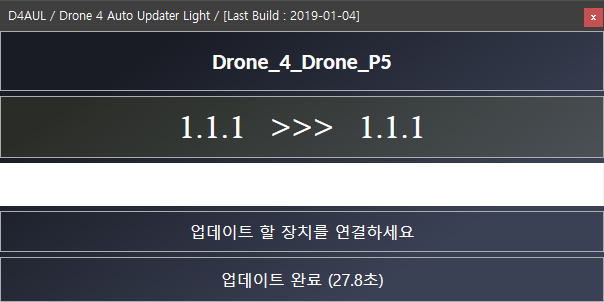 D4AUL / Drone 4 Auto Updater Light / [Last Build : 2019-01-04]
x
Drone_4_Drone_P5
1.1.1 >>> 1.1.1
업데이트 할 장치를 연결하세요
업데이트 완료 (27.8초)